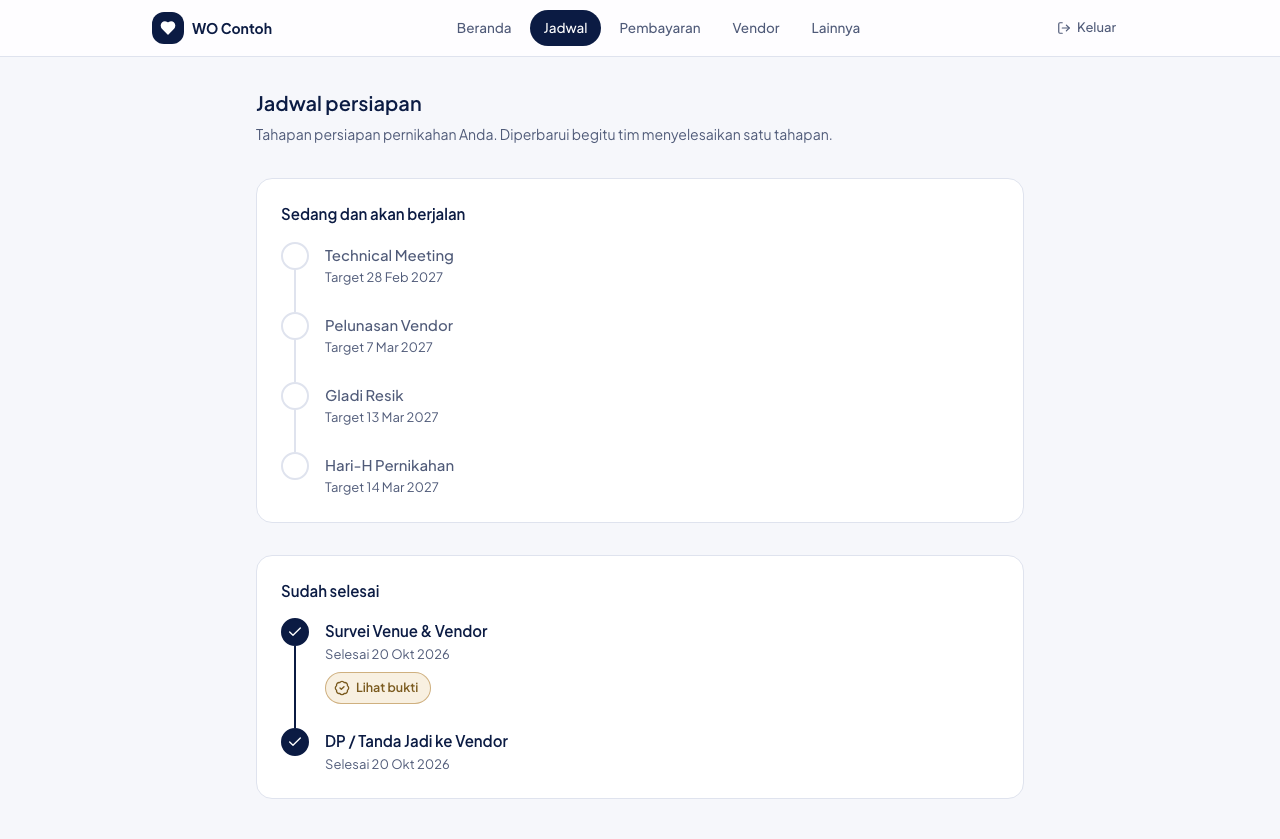 WO Contoh
Beranda
Jadwal
Pembayaran
Vendor
Lainnya
Keluar
Jadwal persiapan
Tahapan persiapan pernikahan Anda. Diperbarui begitu tim menyelesaikan satu tahapan.
Sedang dan akan berjalan
Technical Meeting
Target 28 Feb 2027
Pelunasan Vendor
Target 7 Mar 2027
Gladi Resik
Target 13 Mar 2027
Hari-H Pernikahan
Target 14 Mar 2027
Sudah selesai
Survei Venue & Vendor
Selesai 20 Okt 2026
Lihat bukti
DP / Tanda Jadi ke Vendor
Selesai 20 Okt 2026